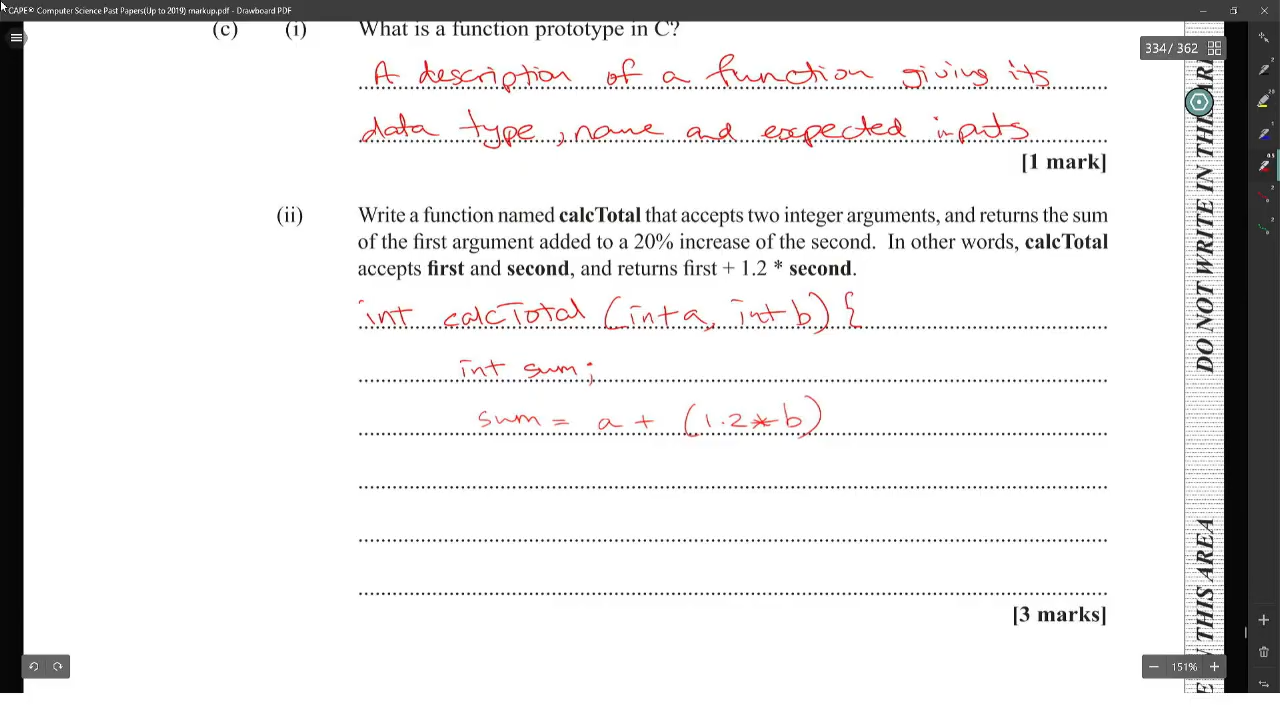 CAPE® Computer Science Past Papers(Up to 2019) markup.pdf - Drawboard PDF
(c) (i) What is a function prototype in C?
334 / 362
A description of a function giving its
data type, name and expected inputs
[1 mark]
(ii) Write a function named calcTotal that accepts two integer arguments, and returns the sum
of the first argument added to a 20% increase of the second. In other words, calcTotal
accepts first and second, and returns first + 1.2 * second.
int calcTotal (int a, int b) {
int sum;
sum = a + (1.2 * b)
[3 marks]
DO NOT WRITE IN
THIS AREA
151%